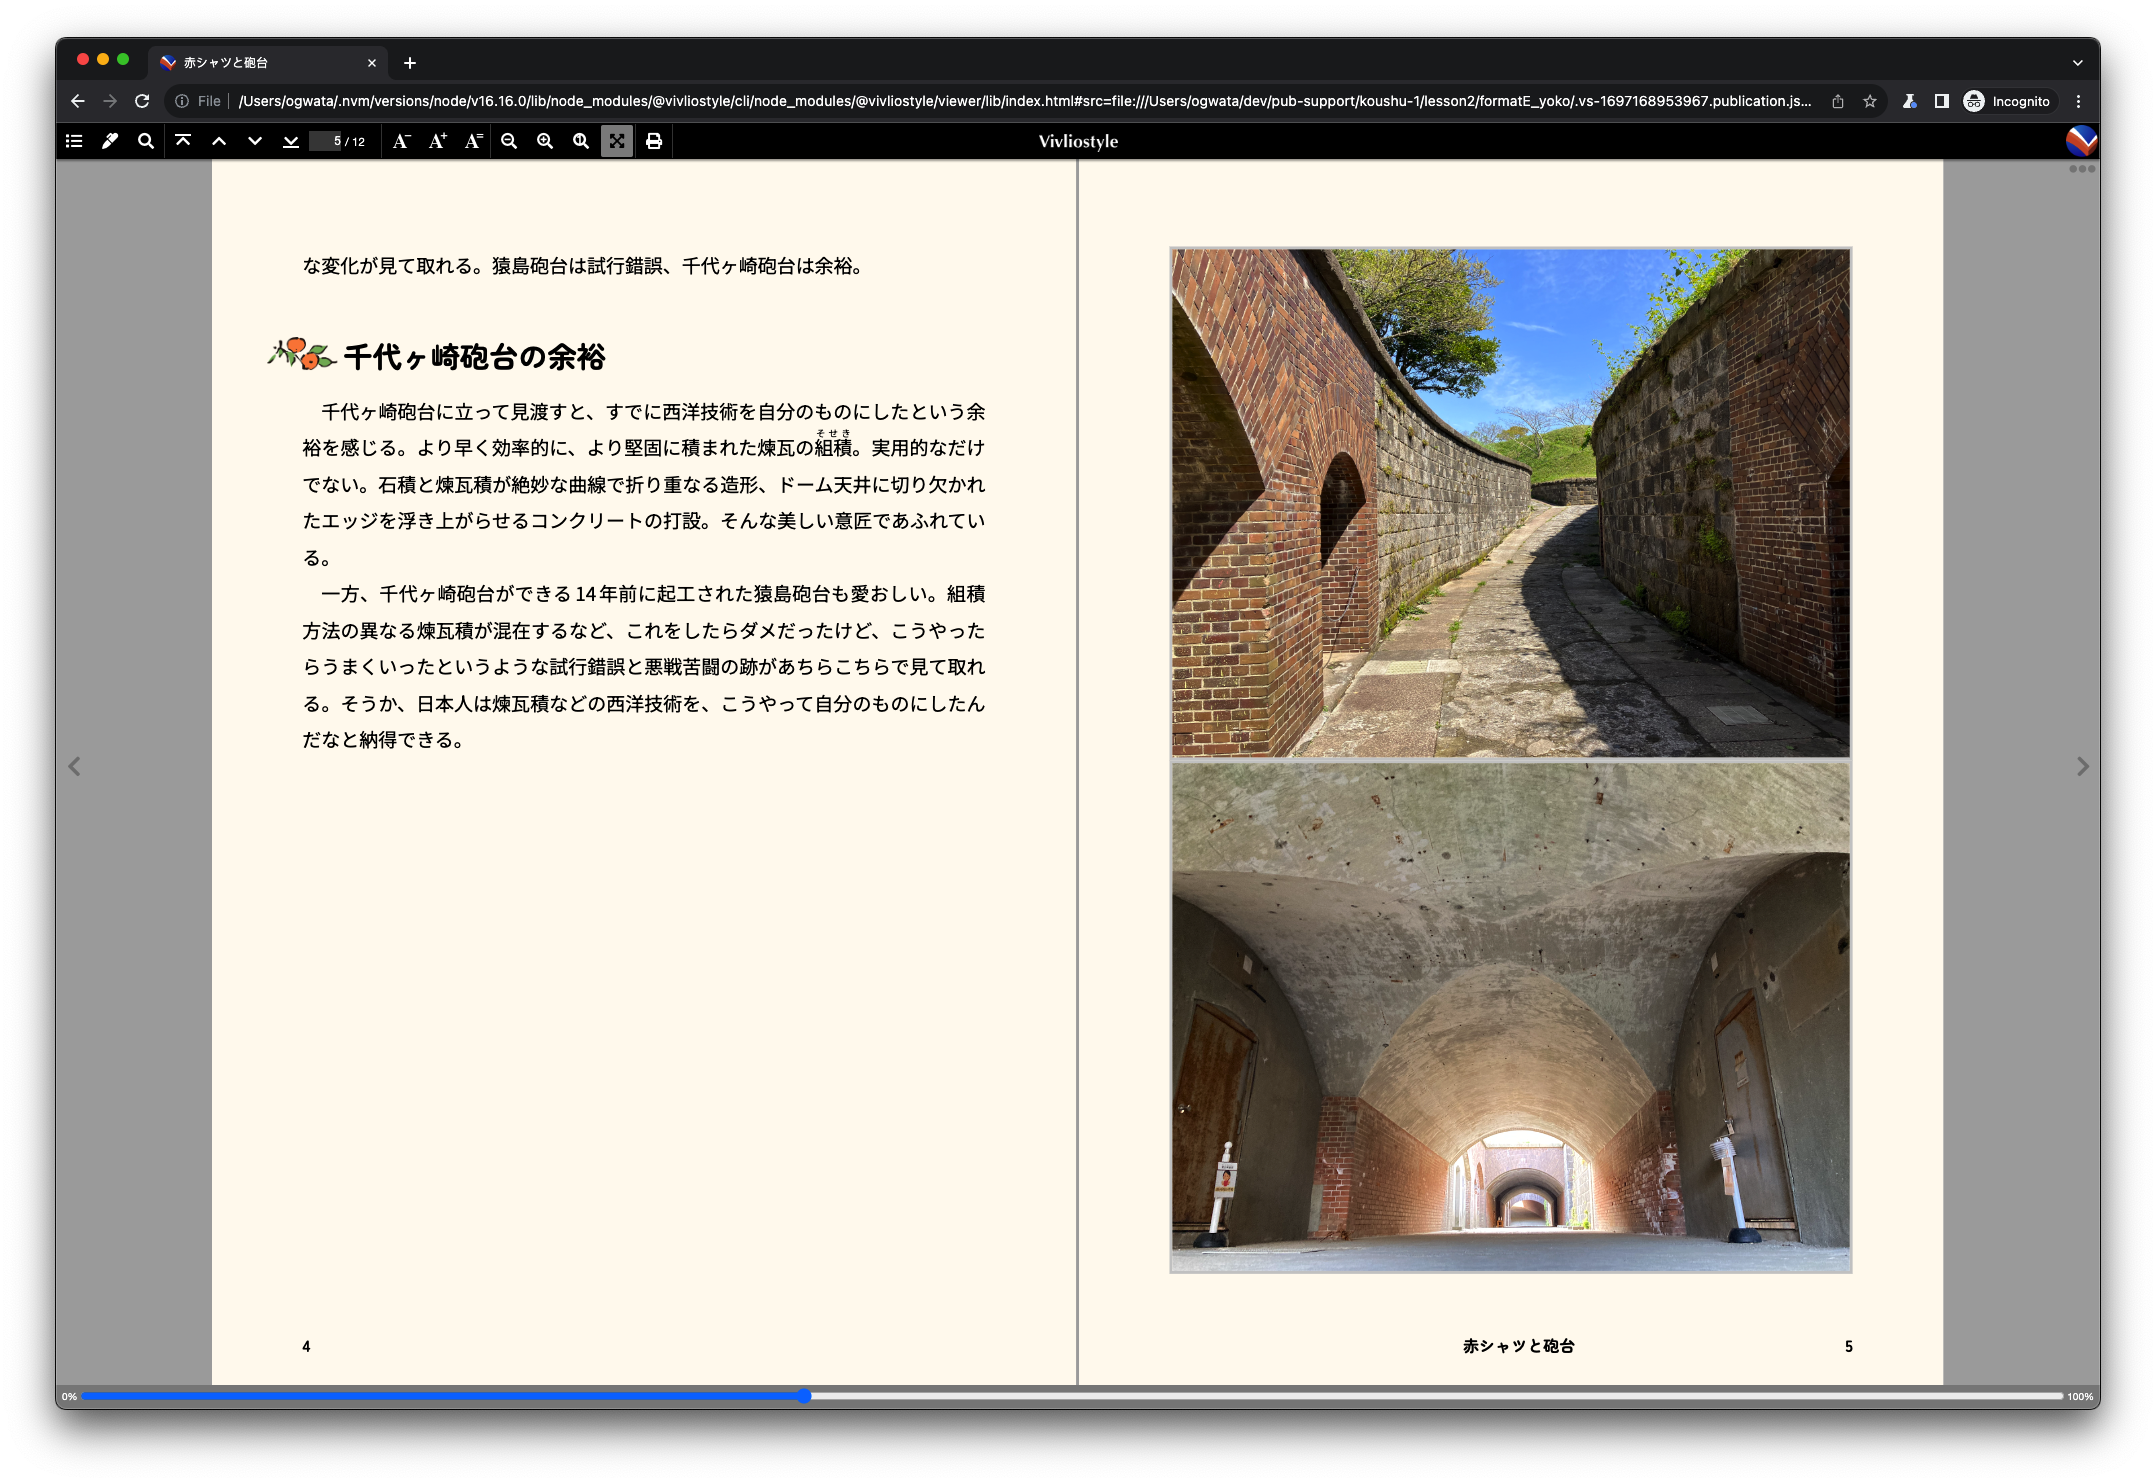 赤シャツと砲台
File
/Users/ogwata/.nvm/versions/node/v16.16.0/lib/node_modules/@vivliostyle/cli/node_modules/@vivliostyle/viewer/lib/index.html#src=file:///Users/ogwata/dev/pub-support/koushu-1/lesson2/formatE_yoko/.vs-1697168953967.publication.js...
Incognito
5 / 12
A- A+ A=
Vivliostyle
な変化が見て取れる。猿島砲台は試行錯誤、千代ヶ崎砲台は余裕。
千代ヶ崎砲台の余裕
千代ヶ崎砲台に立って見渡すと、すでに西洋技術を自分のものにしたという余
そせき
裕を感じる。より早く効率的に、より堅固に積まれた煉瓦の組積。実用的なだけ
でない。石積と煉瓦積が絶妙な曲線で折り重なる造形、ドーム天井に切り欠かれ
たエッジを浮き上がらせるコンクリートの打設。そんな美しい意匠であふれてい
る。
一方、千代ヶ崎砲台ができる14年前に起工された猿島砲台も愛おしい。組積
方法の異なる煉瓦積が混在するなど、これをしたらダメだったけど、こうやった
らうまくいったというような試行錯誤と悪戦苦闘の跡があちらこちらで見て取れ
る。そうか、日本人は煉瓦積などの西洋技術を、こうやって自分のものにしたん
だなと納得できる。
4
赤シャツと砲台
5
0%
100%